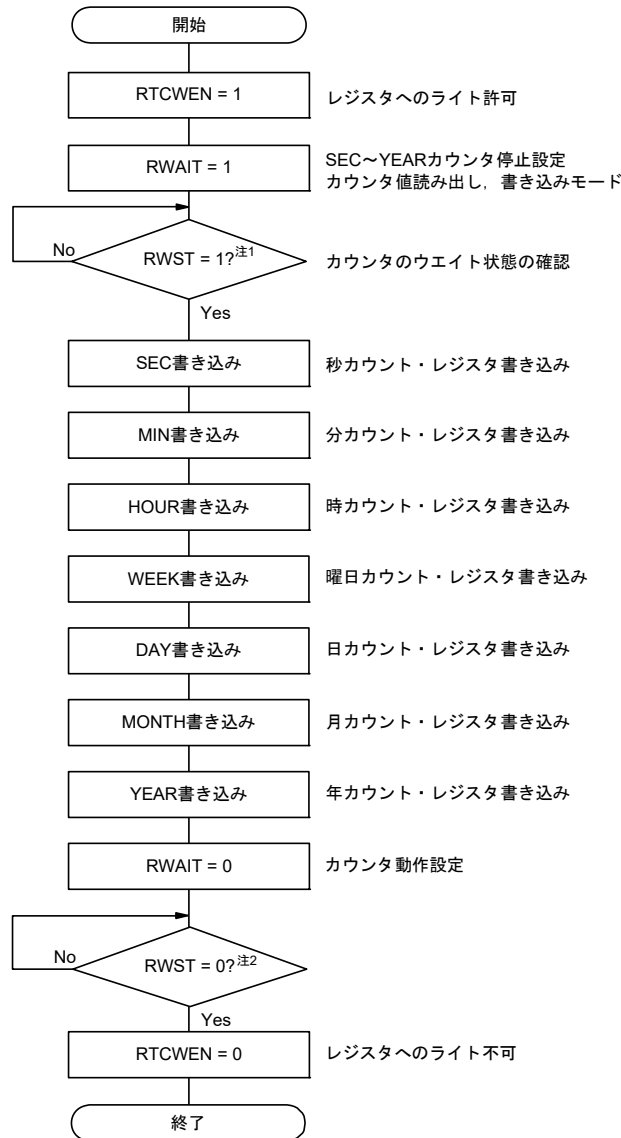 開始
RTCWEN = 1 レジスタへのライト許可
RWAIT = 1 SEC～YEARカウンタ停止設定
カウンタ値読み出し，書き込みモード
No RWST = 1?注1 カウンタのウエイト状態の確認
Yes
SEC書き込み 秒カウント・レジスタ書き込み
MIN書き込み 分カウント・レジスタ書き込み
HOUR書き込み 時カウント・レジスタ書き込み
WEEK書き込み 曜日カウント・レジスタ書き込み
DAY書き込み 日カウント・レジスタ書き込み
MONTH書き込み 月カウント・レジスタ書き込み
YEAR書き込み 年カウント・レジスタ書き込み
RWAIT = 0 カウンタ動作設定
No RWST = 0?注2
Yes
RTCWEN = 0 レジスタへのライト不可
終了